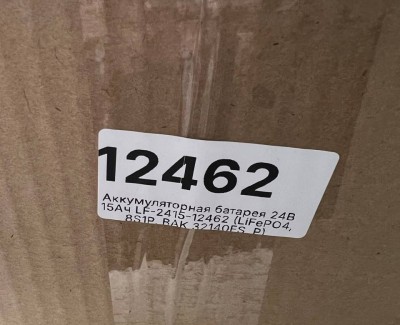 12462
Аккумуляторная батарея 24В
15Ач LF-2415-12462 (LiFePO4,
8S1P, BAK 32140FS, P)